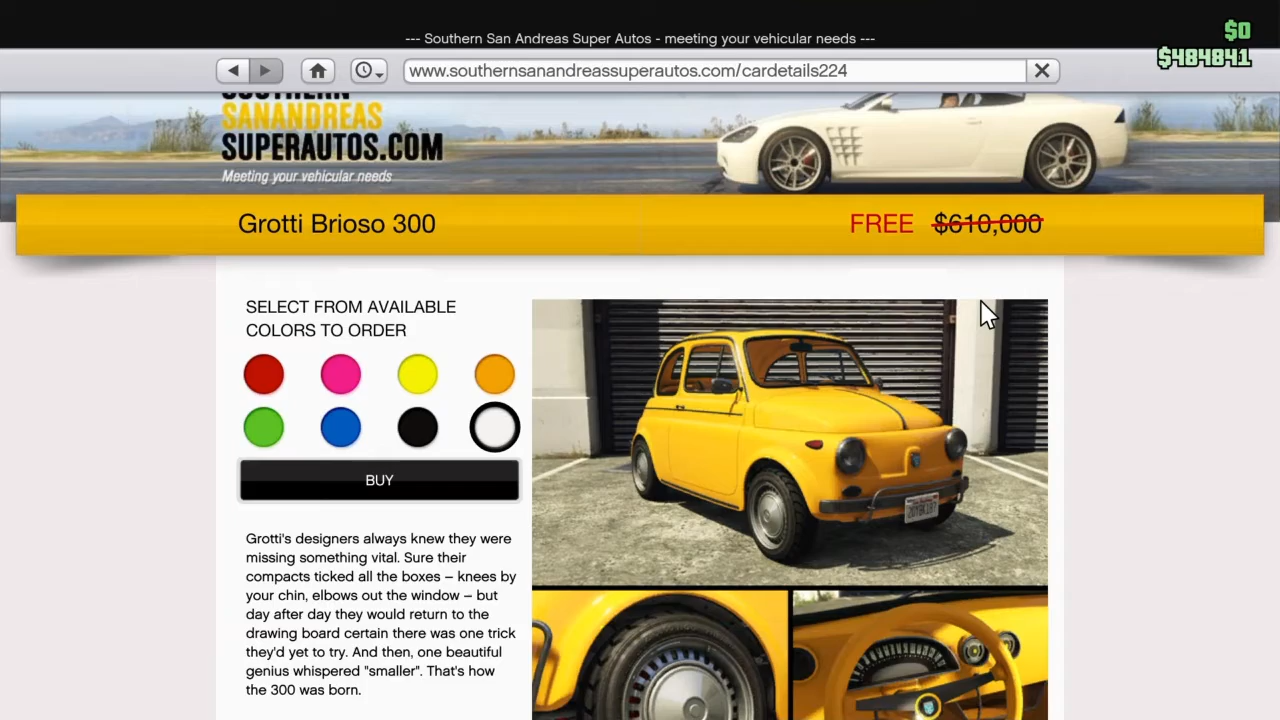 --- Southern San Andreas Super Autos - meeting your vehicular needs ---
$0
$484841
www.southernsanandreassuperautos.com/cardetails224
SOUTHERN
SANANDREAS
SUPERAUTOS.COM
Meeting your vehicular needs
Grotti Brioso 300
FREE $610,000
SELECT FROM AVAILABLE
COLORS TO ORDER
BUY
Grotti's designers always knew they were
missing something vital. Sure their
compacts ticked all the boxes – knees by
your chin, elbows out the window – but
day after day they would return to the
drawing board certain there was one trick
they'd yet to try. And then, one beautiful
genius whispered "smaller". That's how
the 300 was born.